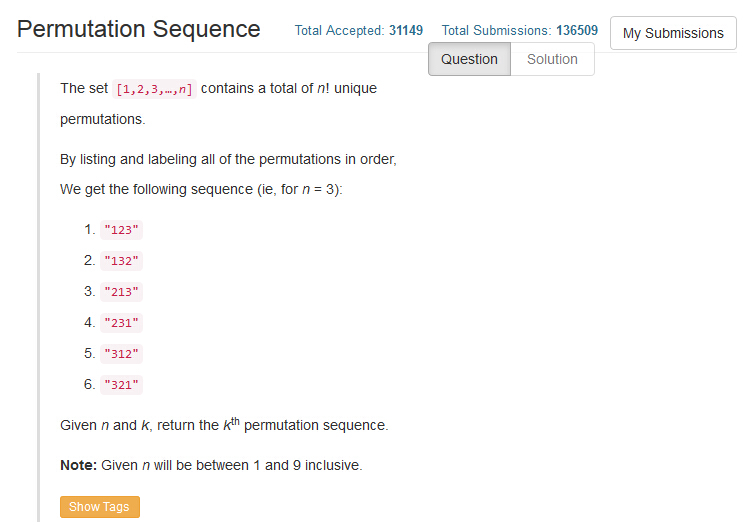 Permutation Sequence
Total Accepted: 31149 Total Submissions: 136509
My Submissions
Question Solution
The set [1,2,3,…,n] contains a total of n! unique
permutations.
By listing and labeling all of the permutations in order,
We get the following sequence (ie, for n = 3):
1. "123"
2. "132"
3. "213"
4. "231"
5. "312"
6. "321"
Given n and k, return the kth permutation sequence.
Note: Given n will be between 1 and 9 inclusive.
Show Tags